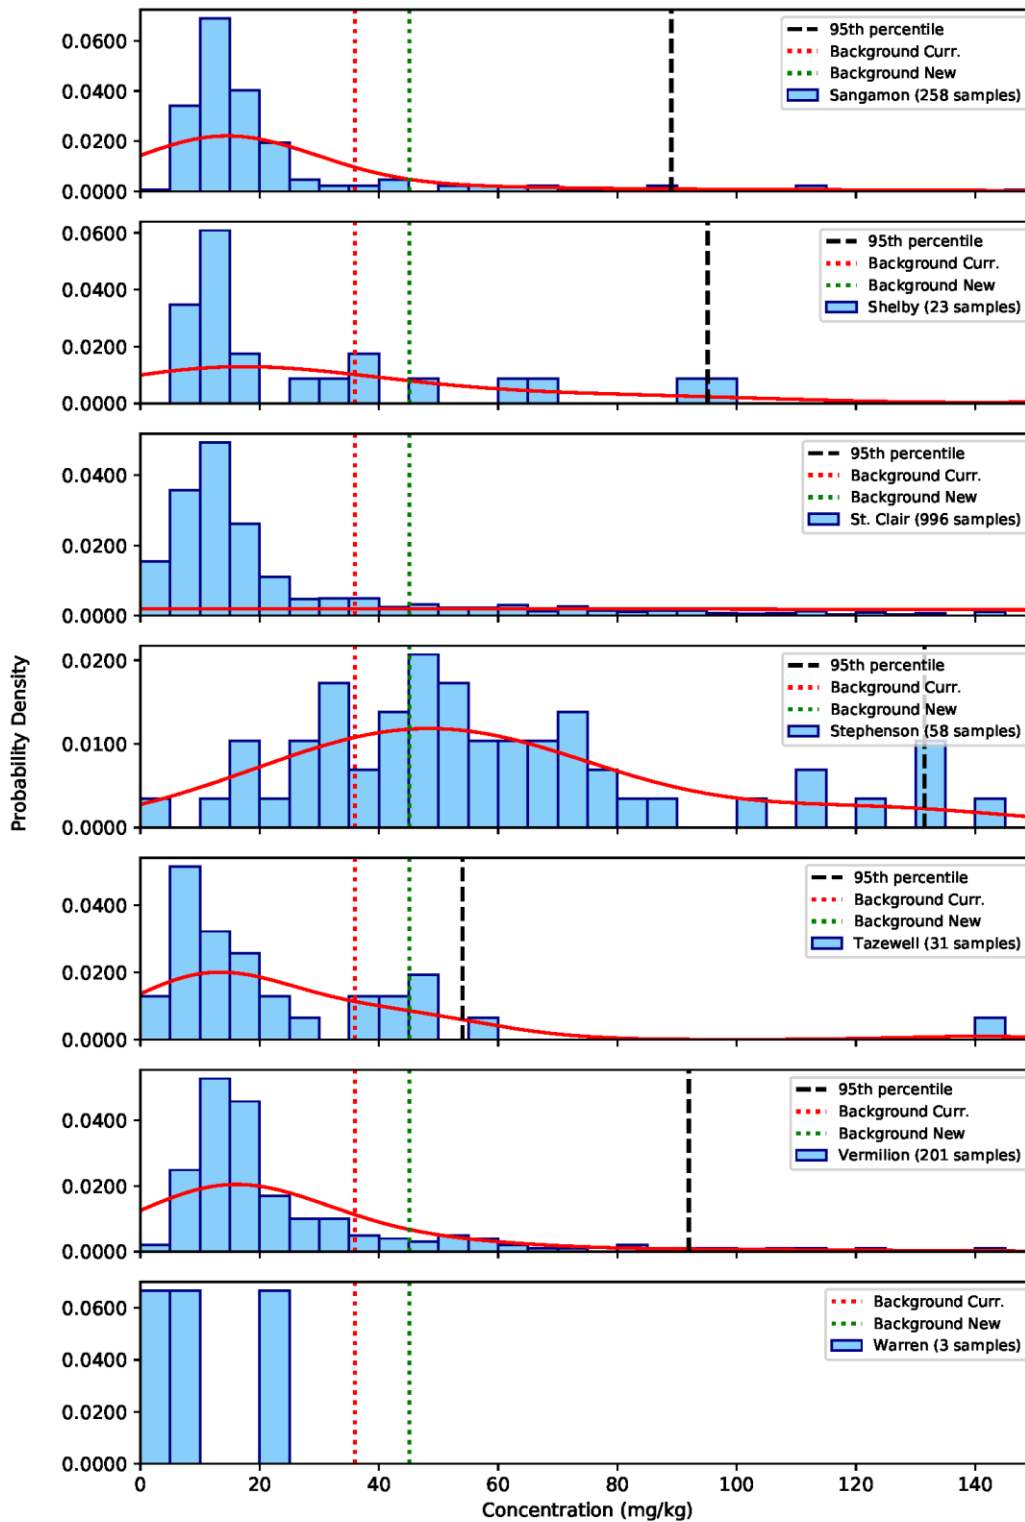 0.0600
0.0400
0.0200
0.0000
95th percentile
Background Curr.
Background New
Sangamon (258 samples)
0.0600
0.0400
0.0200
0.0000
95th percentile
Background Curr.
Background New
Shelby (23 samples)
0.0400
0.0200
0.0000
95th percentile
Background Curr.
Background New
St. Clair (996 samples)
Probability Density
0.0200
0.0100
0.0000
95th percentile
Background Curr.
Background New
Stephenson (58 samples)
0.0400
0.0200
0.0000
95th percentile
Background Curr.
Background New
Tazewell (31 samples)
0.0400
0.0200
0.0000
95th percentile
Background Curr.
Background New
Vermilion (201 samples)
0.0600
0.0400
0.0200
0.0000
Background Curr.
Background New
Warren (3 samples)
0 20 40 60 80 100 120 140
Concentration (mg/kg)